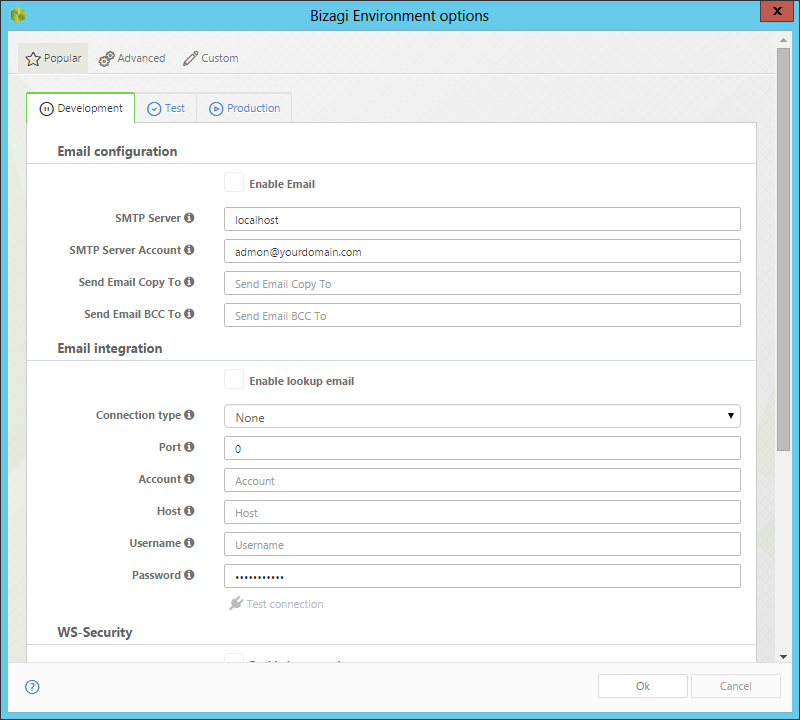 Bizagi Environment options
Popular Advanced Custom
Development Test Production
Email configuration
Enable Email
SMTP Server localhost
SMTP Server Account admon@yourdomain.com
Send Email Copy To Send Email Copy To
Send Email BCC To Send Email BCC To
Email integration
Enable lookup email
Connection type None
Port 0
Account Account
Host Host
Username Username
Password •••••••••••
Test connection
WS-Security
Ok Cancel